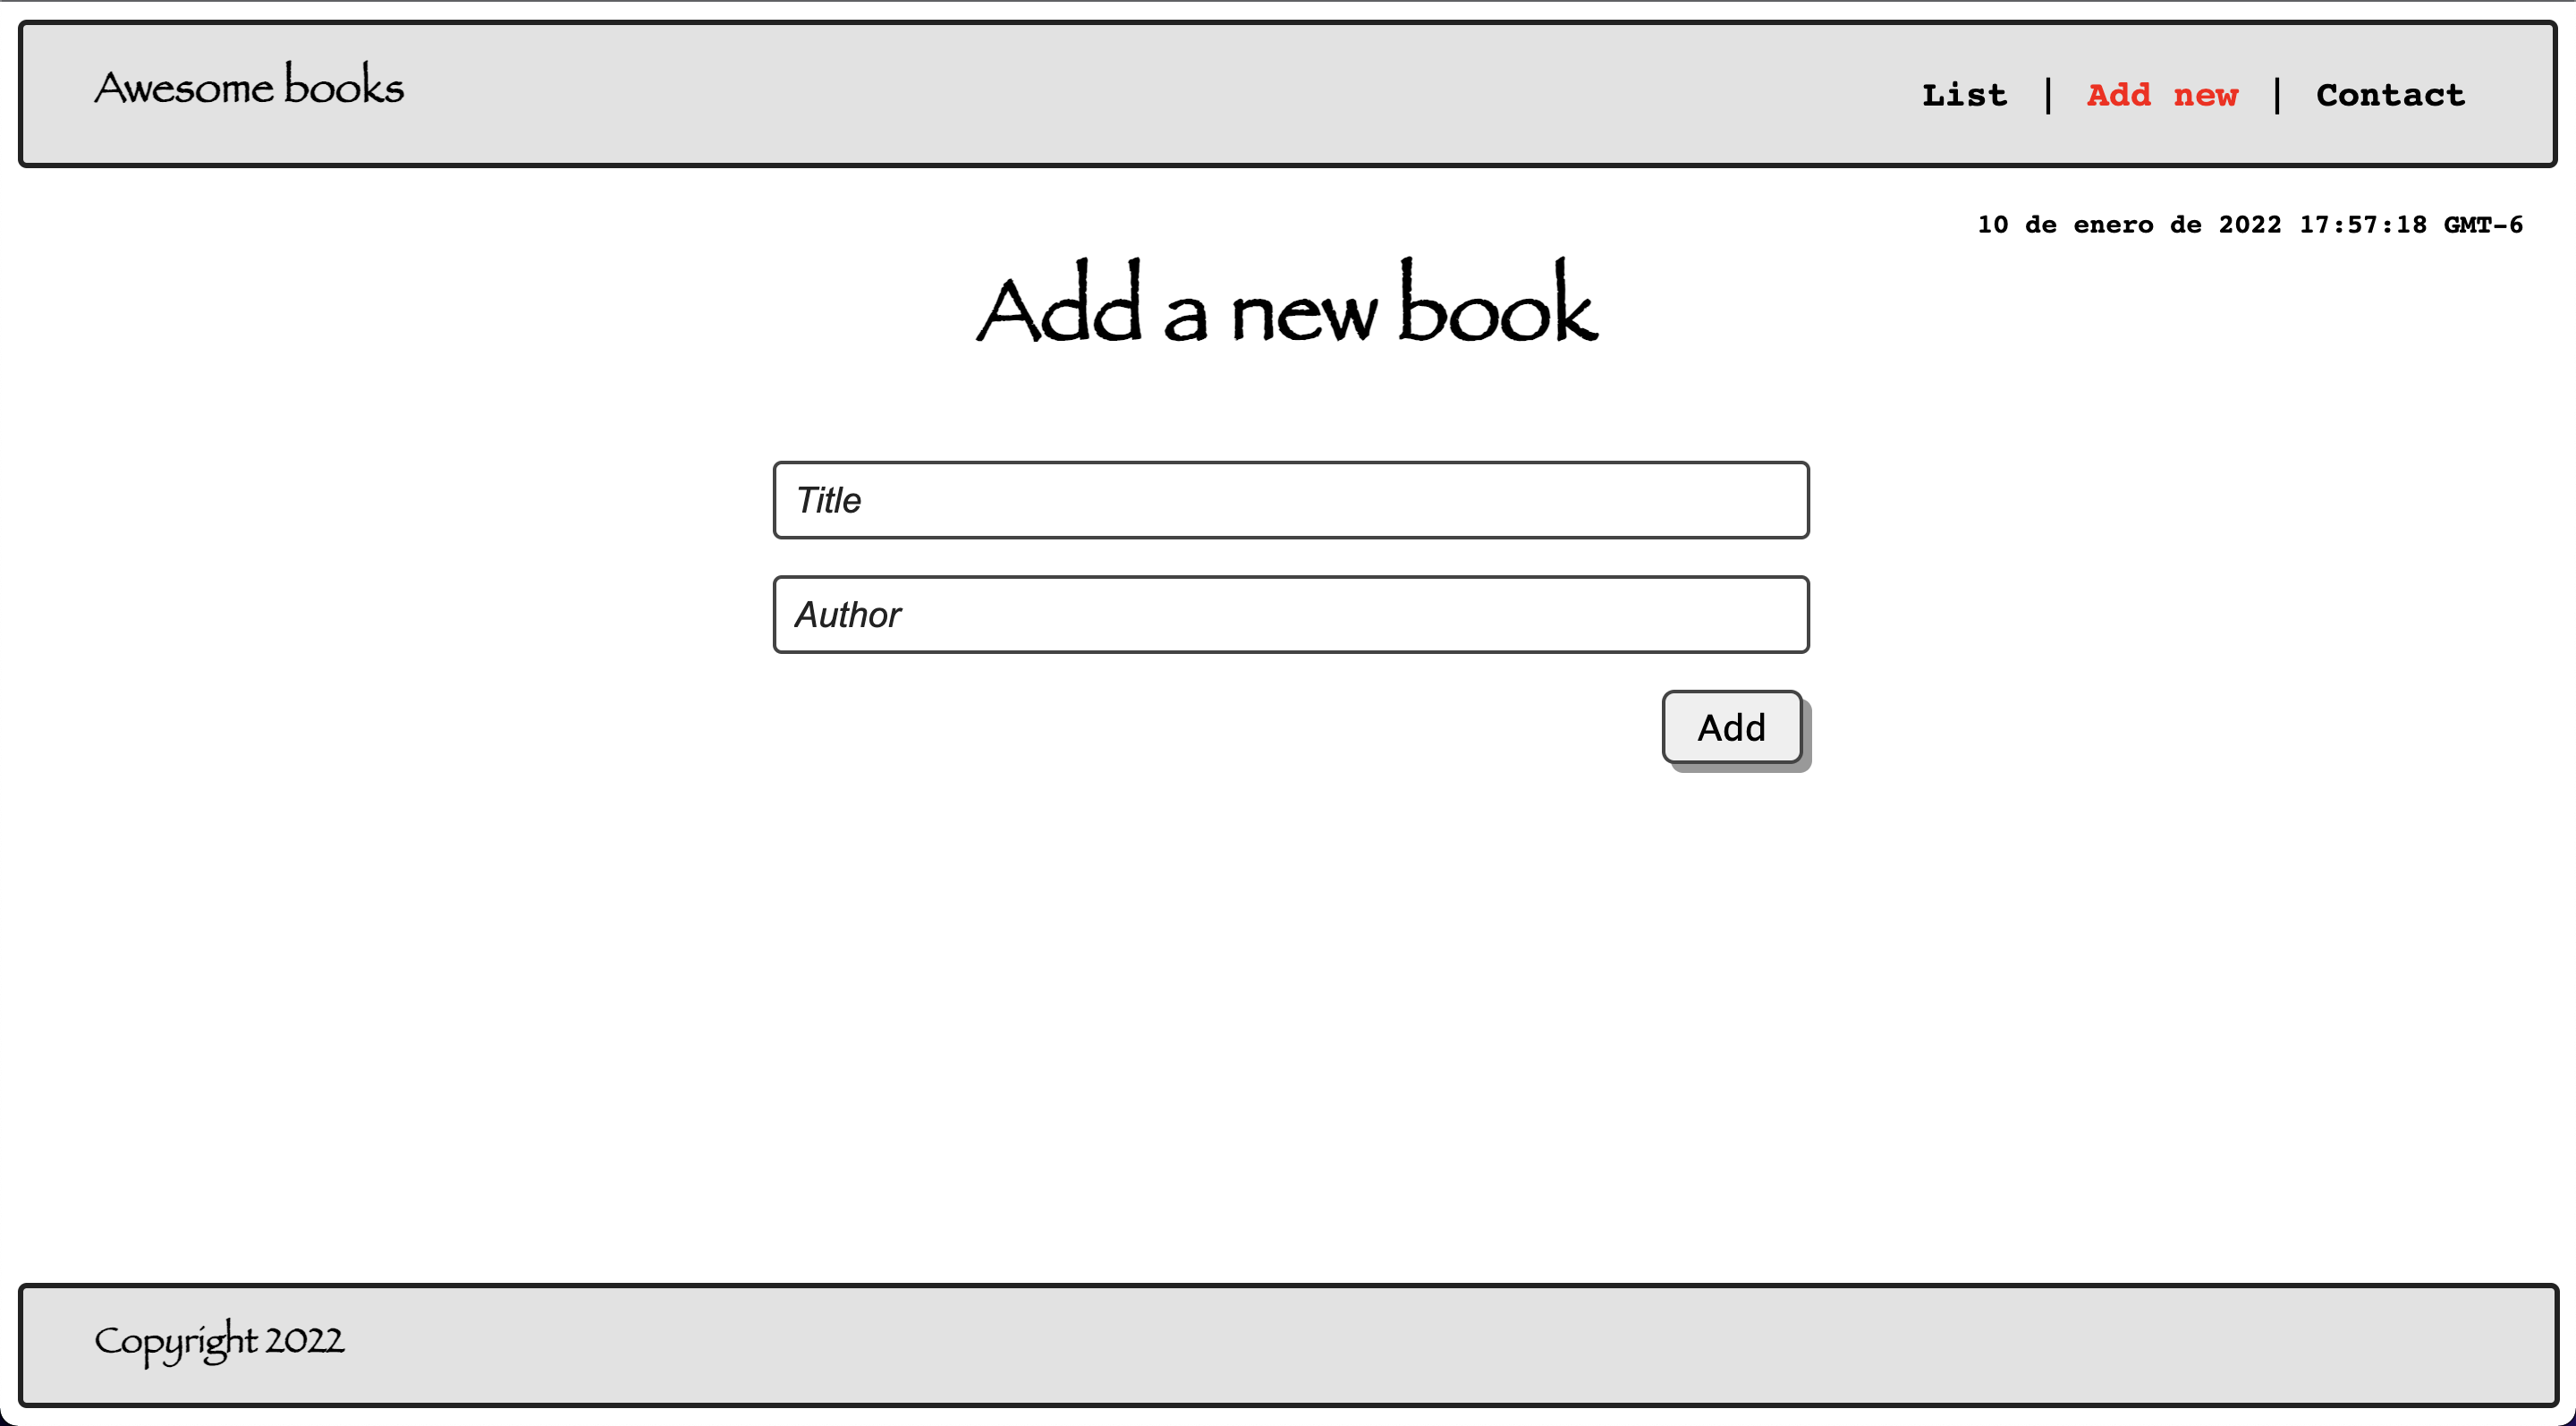 Awesome books
List | Add new | Contact
10 de enero de 2022 17:57:18 GMT-6
Add a new book
Title
Author
Add
Copyright 2022